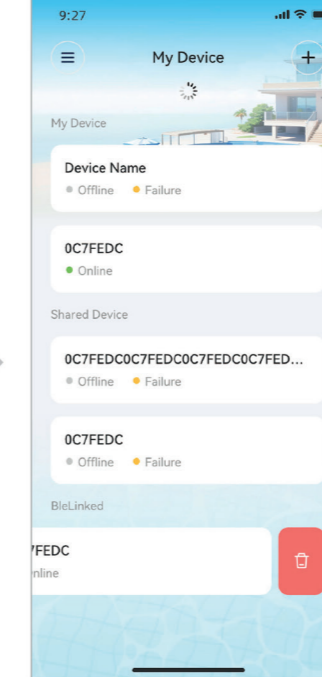 9:27
My Device
My Device
Device Name
Offline Failure
0C7FEDC
Online
Shared Device
0C7FEDC0C7FEDC0C7FEDC0C7FED...
Offline Failure
0C7FEDC
Offline Failure
BleLinked
7FEDC
nline